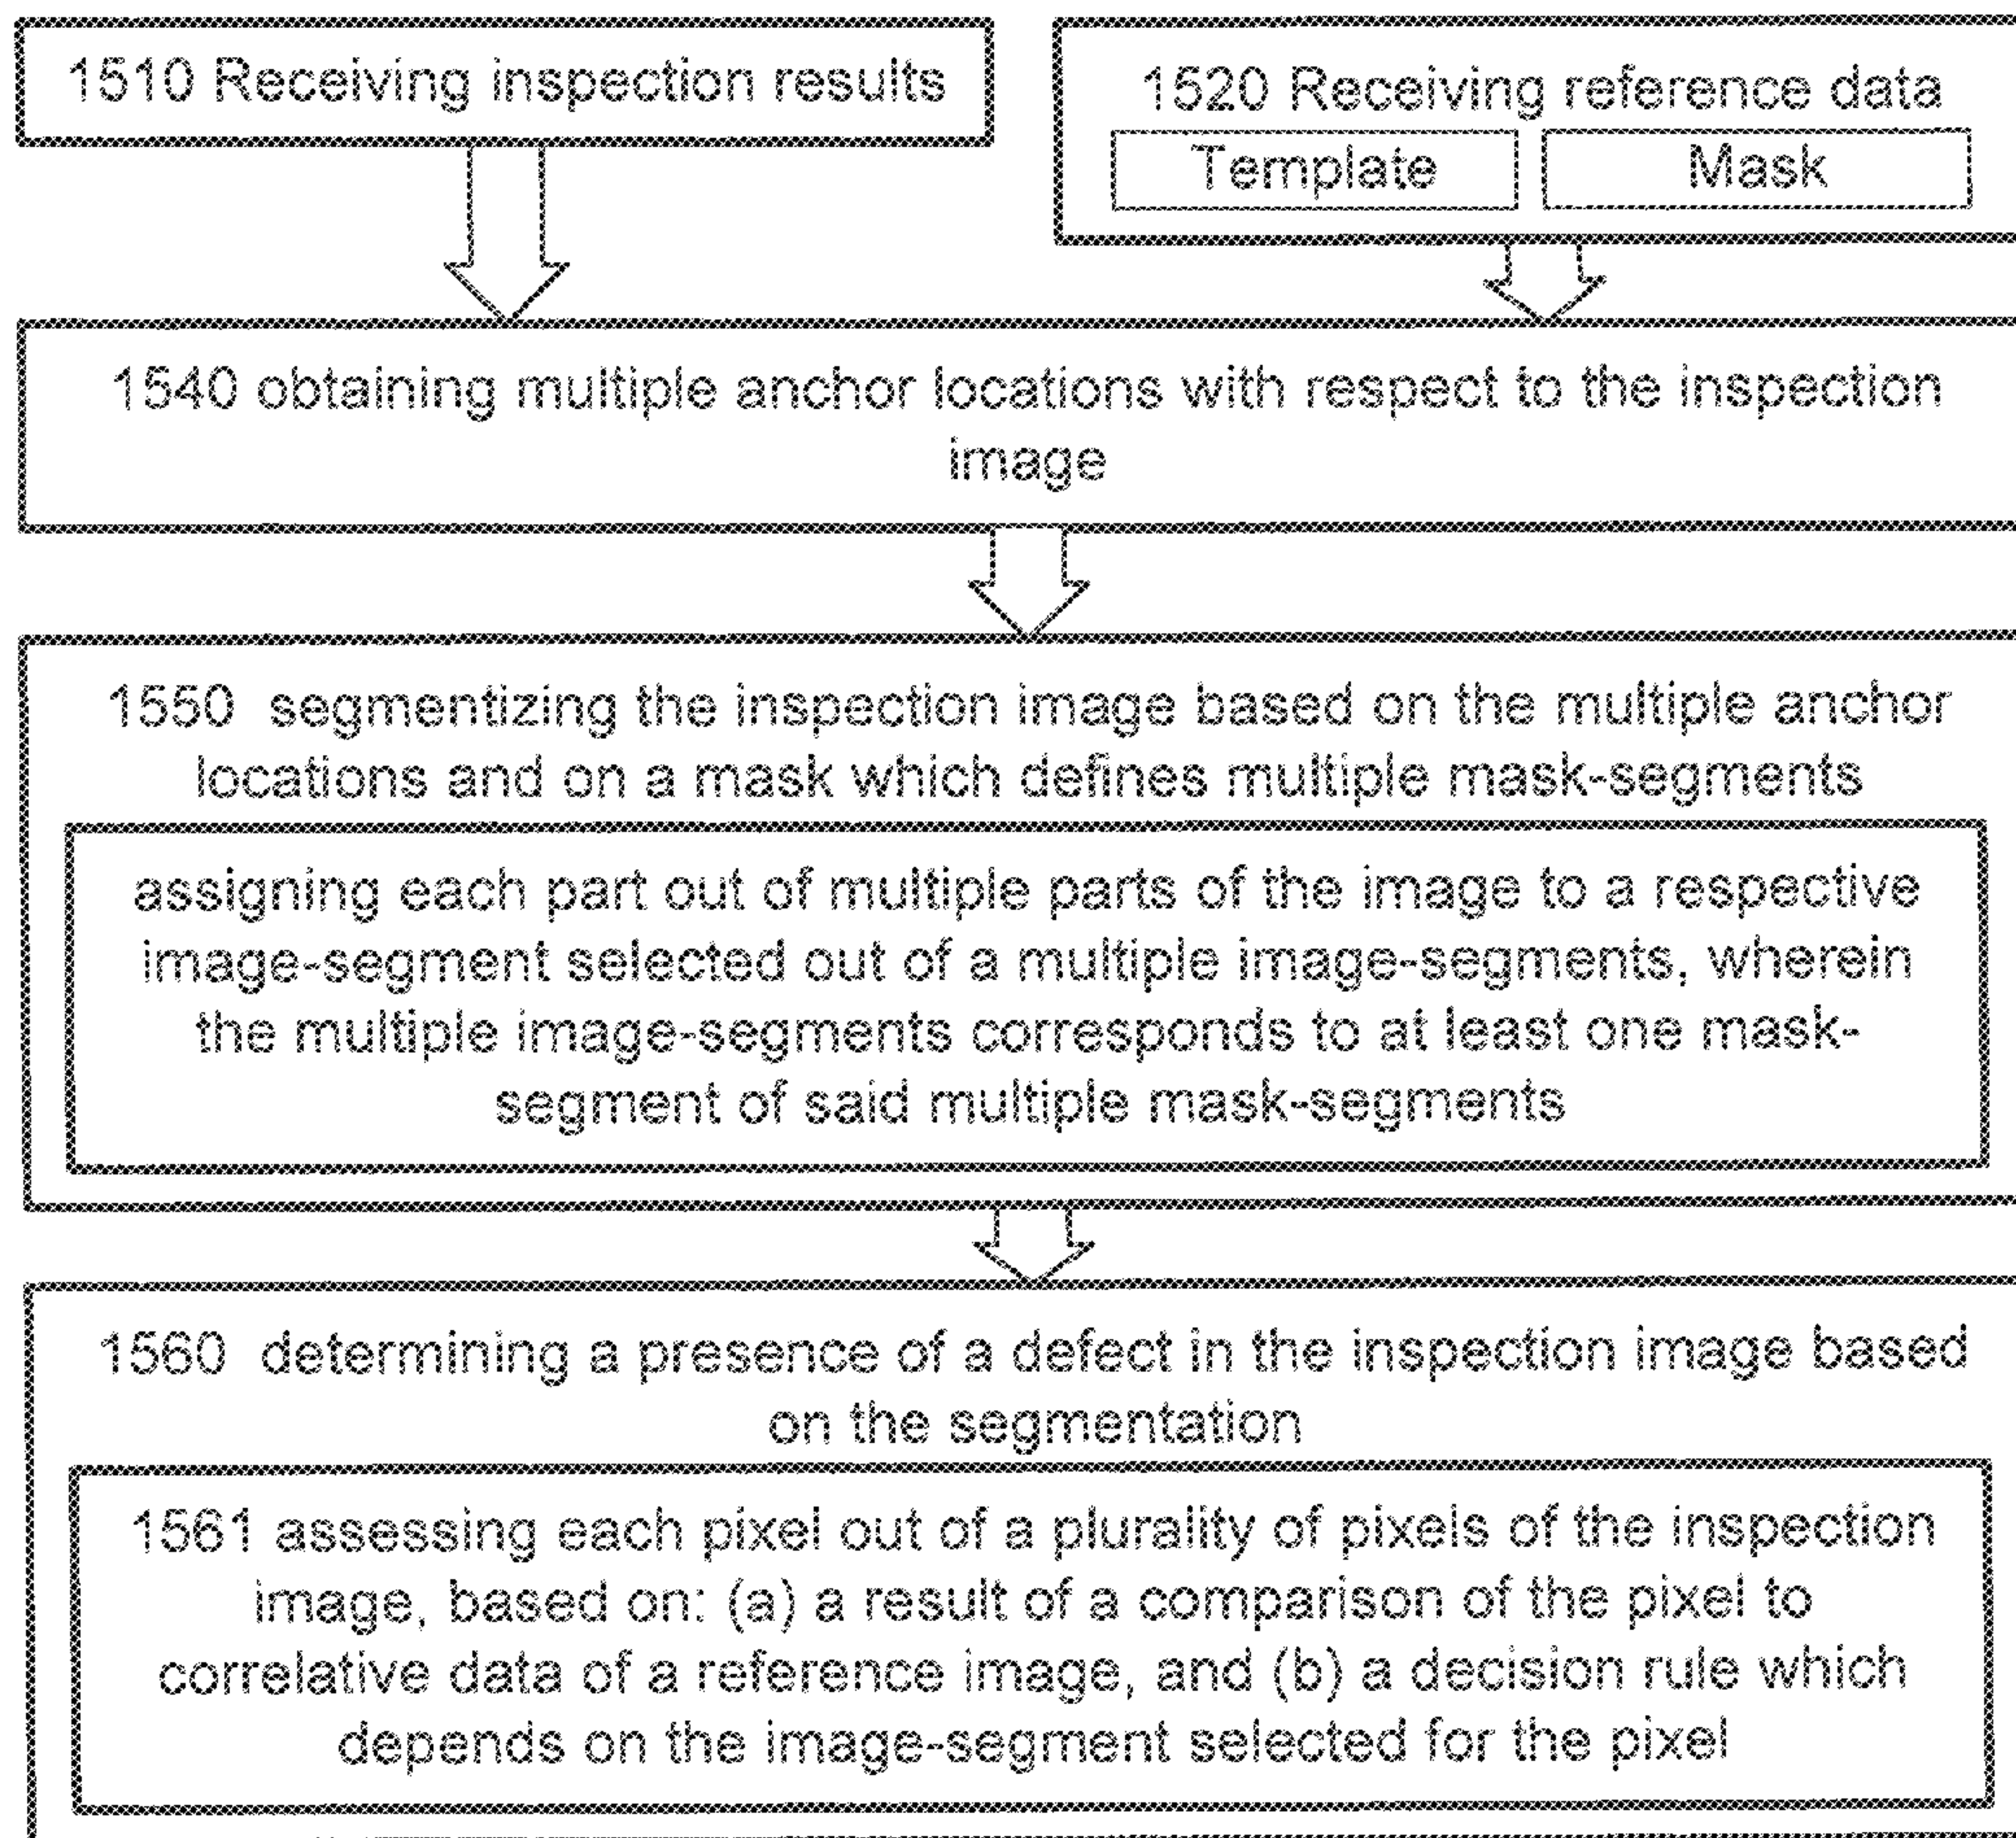 1510 Receiving inspection results
1520 Receiving reference data
Template
Mask
1540 obtaining multiple anchor locations with respect to the inspection
image
1550 segmentizing the inspection image based on the multiple anchor
locations and on a mask which defines multiple mask-segments
assigning each part out of multiple parts of the image to a respective
image-segment selected out of a multiple image-segments, wherein
the multiple image-segments corresponds to at least one mask-
segment of said multiple mask-segments
1560 determining a presence of a defect in the inspection image based
on the segmentation
1561 assessing each pixel out of a plurality of pixels of the inspection
image, based on: (a) a result of a comparison of the pixel to
correlative data of a reference image, and (b) a decision rule which
depends on the image-segment selected for the pixel